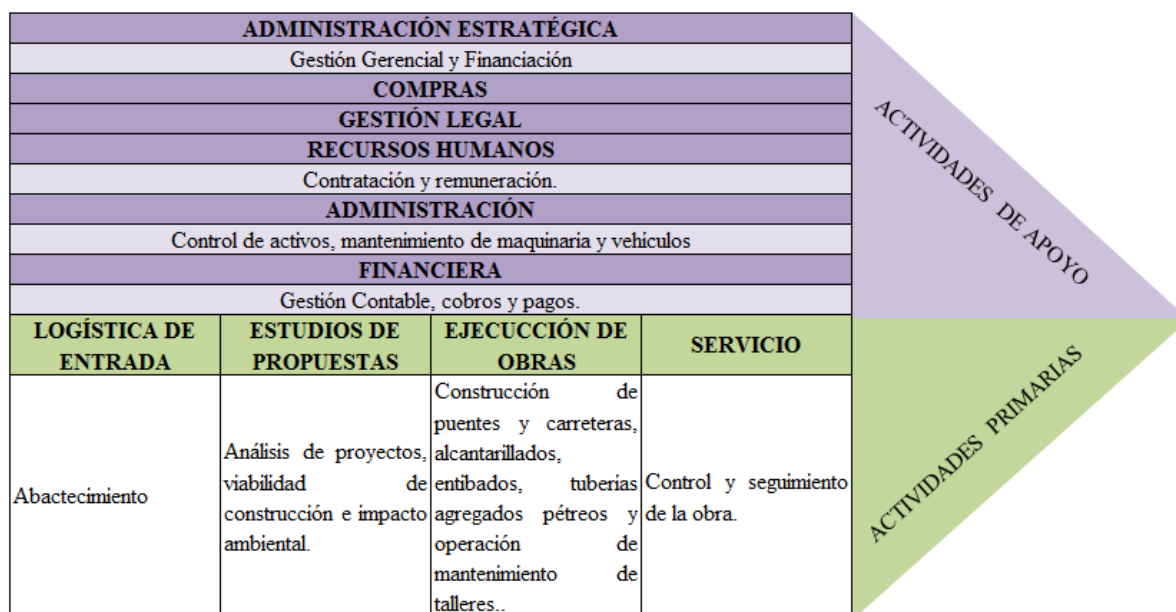 ADMINISTRACIÓN ESTRATÉGICA
Gestión Gerencial y Financiación
COMPRAS
GESTIÓN LEGAL
RECURSOS HUMANOS
Contratación y remuneración.
ADMINISTRACIÓN
Control de activos, mantenimiento de maquinaria y vehículos
FINANCIERA
Gestión Contable, cobros y pagos.
ACTIVIDADES DE APOYO
LOGÍSTICA DE
ENTRADA
ESTUDIOS DE
PROPUESTAS
EJECUCCIÓN DE
OBRAS
SERVICIO
Abactecimiento
Análisis de proyectos,
viabilidad de
construcción e impacto
ambiental.
Construcción de
puentes y carreteras,
alcantarillados,
entibados, tuberías
agregados pétreos y
operación de
mantenimiento de
talleres..
Control y seguimiento
de la obra.
ACTIVIDADES PRIMARIAS